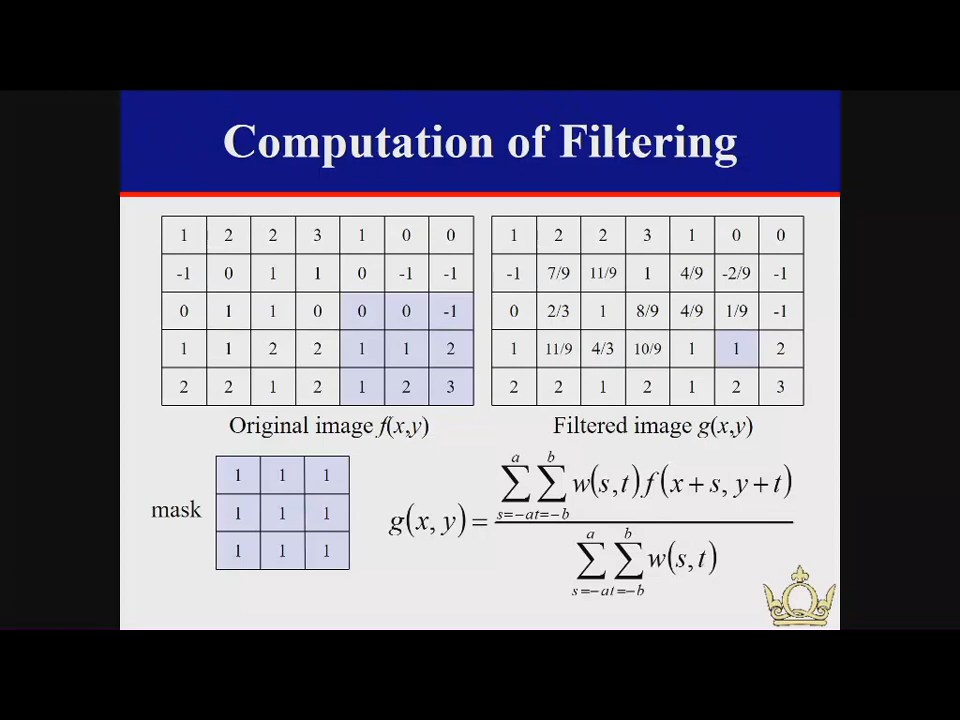 Computation of Filtering
1 2 2 3 1 0 0
-1 0 1 1 0 -1 -1
0 1 1 0 0 0 -1
1 1 2 2 1 1 2
2 2 1 2 1 2 3
Original image f(x,y)
1 2 2 3 1 0 0
-1 7/9 11/9 1 4/9 -2/9 -1
0 2/3 1 8/9 4/9 1/9 -1
1 11/9 4/3 10/9 1 1 2
2 2 1 2 1 2 3
Filtered image g(x,y)
mask
1 1 1
1 1 1
1 1 1
g(x, y) = 
a b
∑ ∑ w(s,t) f(x + s, y + t)
s=-a t=-b
a b
∑ ∑ w(s,t)
s=-a t=-b